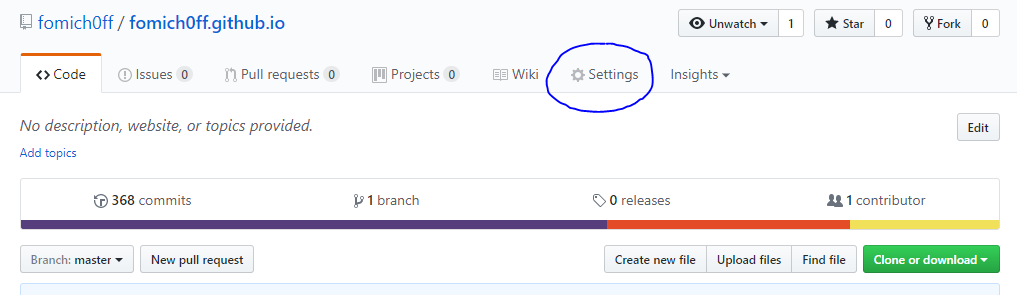 fomich0ff / fomich0ff.github.io Unwatch 1 Star 0 Fork 0
Code Issues 0 Pull requests 0 Projects 0 Wiki Settings Insights
No description, website, or topics provided. Edit
Add topics
368 commits 1 branch 0 releases 1 contributor
Branch: master New pull request Create new file Upload files Find file Clone or download